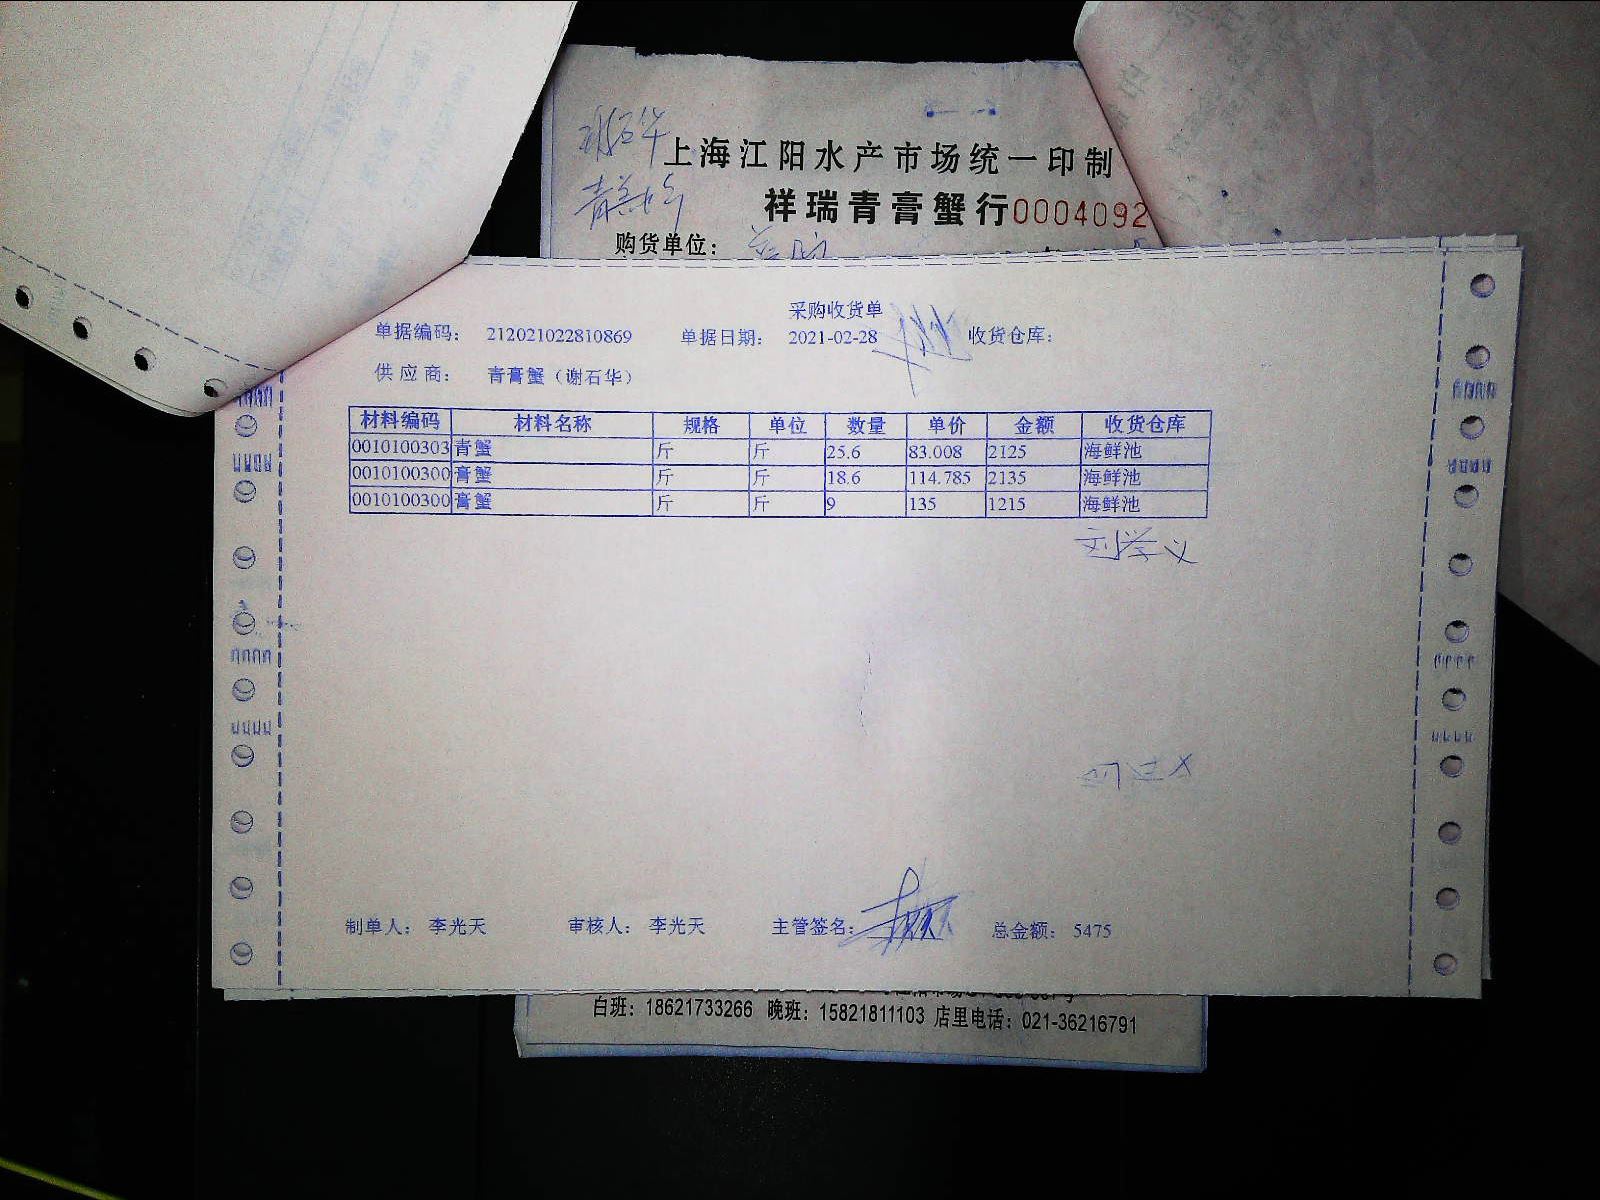 上海江阳水产市场统一印制
祥瑞青膏蟹行0004092
购货单位：
采购收货单
单据编码： 212021022810869 单据日期： 2021-02-28 收货仓库：
供应商： 青膏蟹（谢石华）
材料编码 材料名称 规格 单位 数量 单价 金额 收货仓库
0010100303 青蟹 斤 斤 25.6 83.008 2125 海鲜池
0010100300 膏蟹 斤 斤 18.6 114.785 2135 海鲜池
0010100300 膏蟹 斤 斤 9 135 1215 海鲜池
刘学义
制单人： 李光天 审核人： 李光天 主管签名： 总金额： 5475
白班：18621733266 晚班：15821811103 店里电话：021-36216791